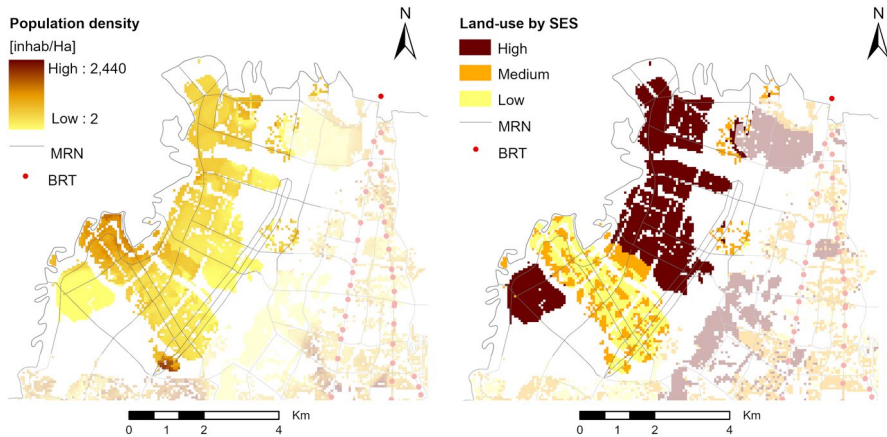 Population density
[inhab/Ha]
High : 2,440
Low : 2
MRN
BRT
N
Km
0 1 2 4
Land-use by SES
High
Medium
Low
MRN
BRT
N
Km
0 1 2 4